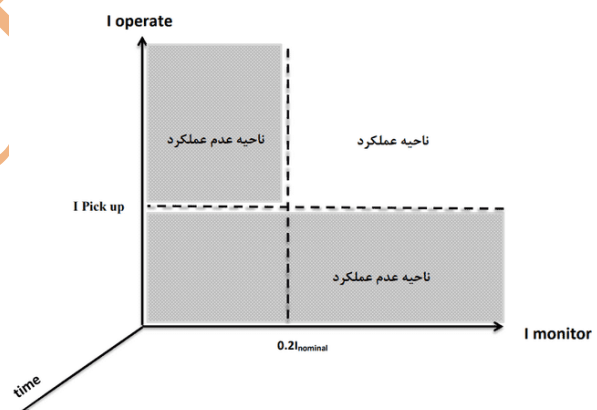 I operate
ناحیه عدم عملکرد
ناحیه عملکرد
I Pick up
ناحیه عدم عملکرد
I monitor
0.2Inominal
time